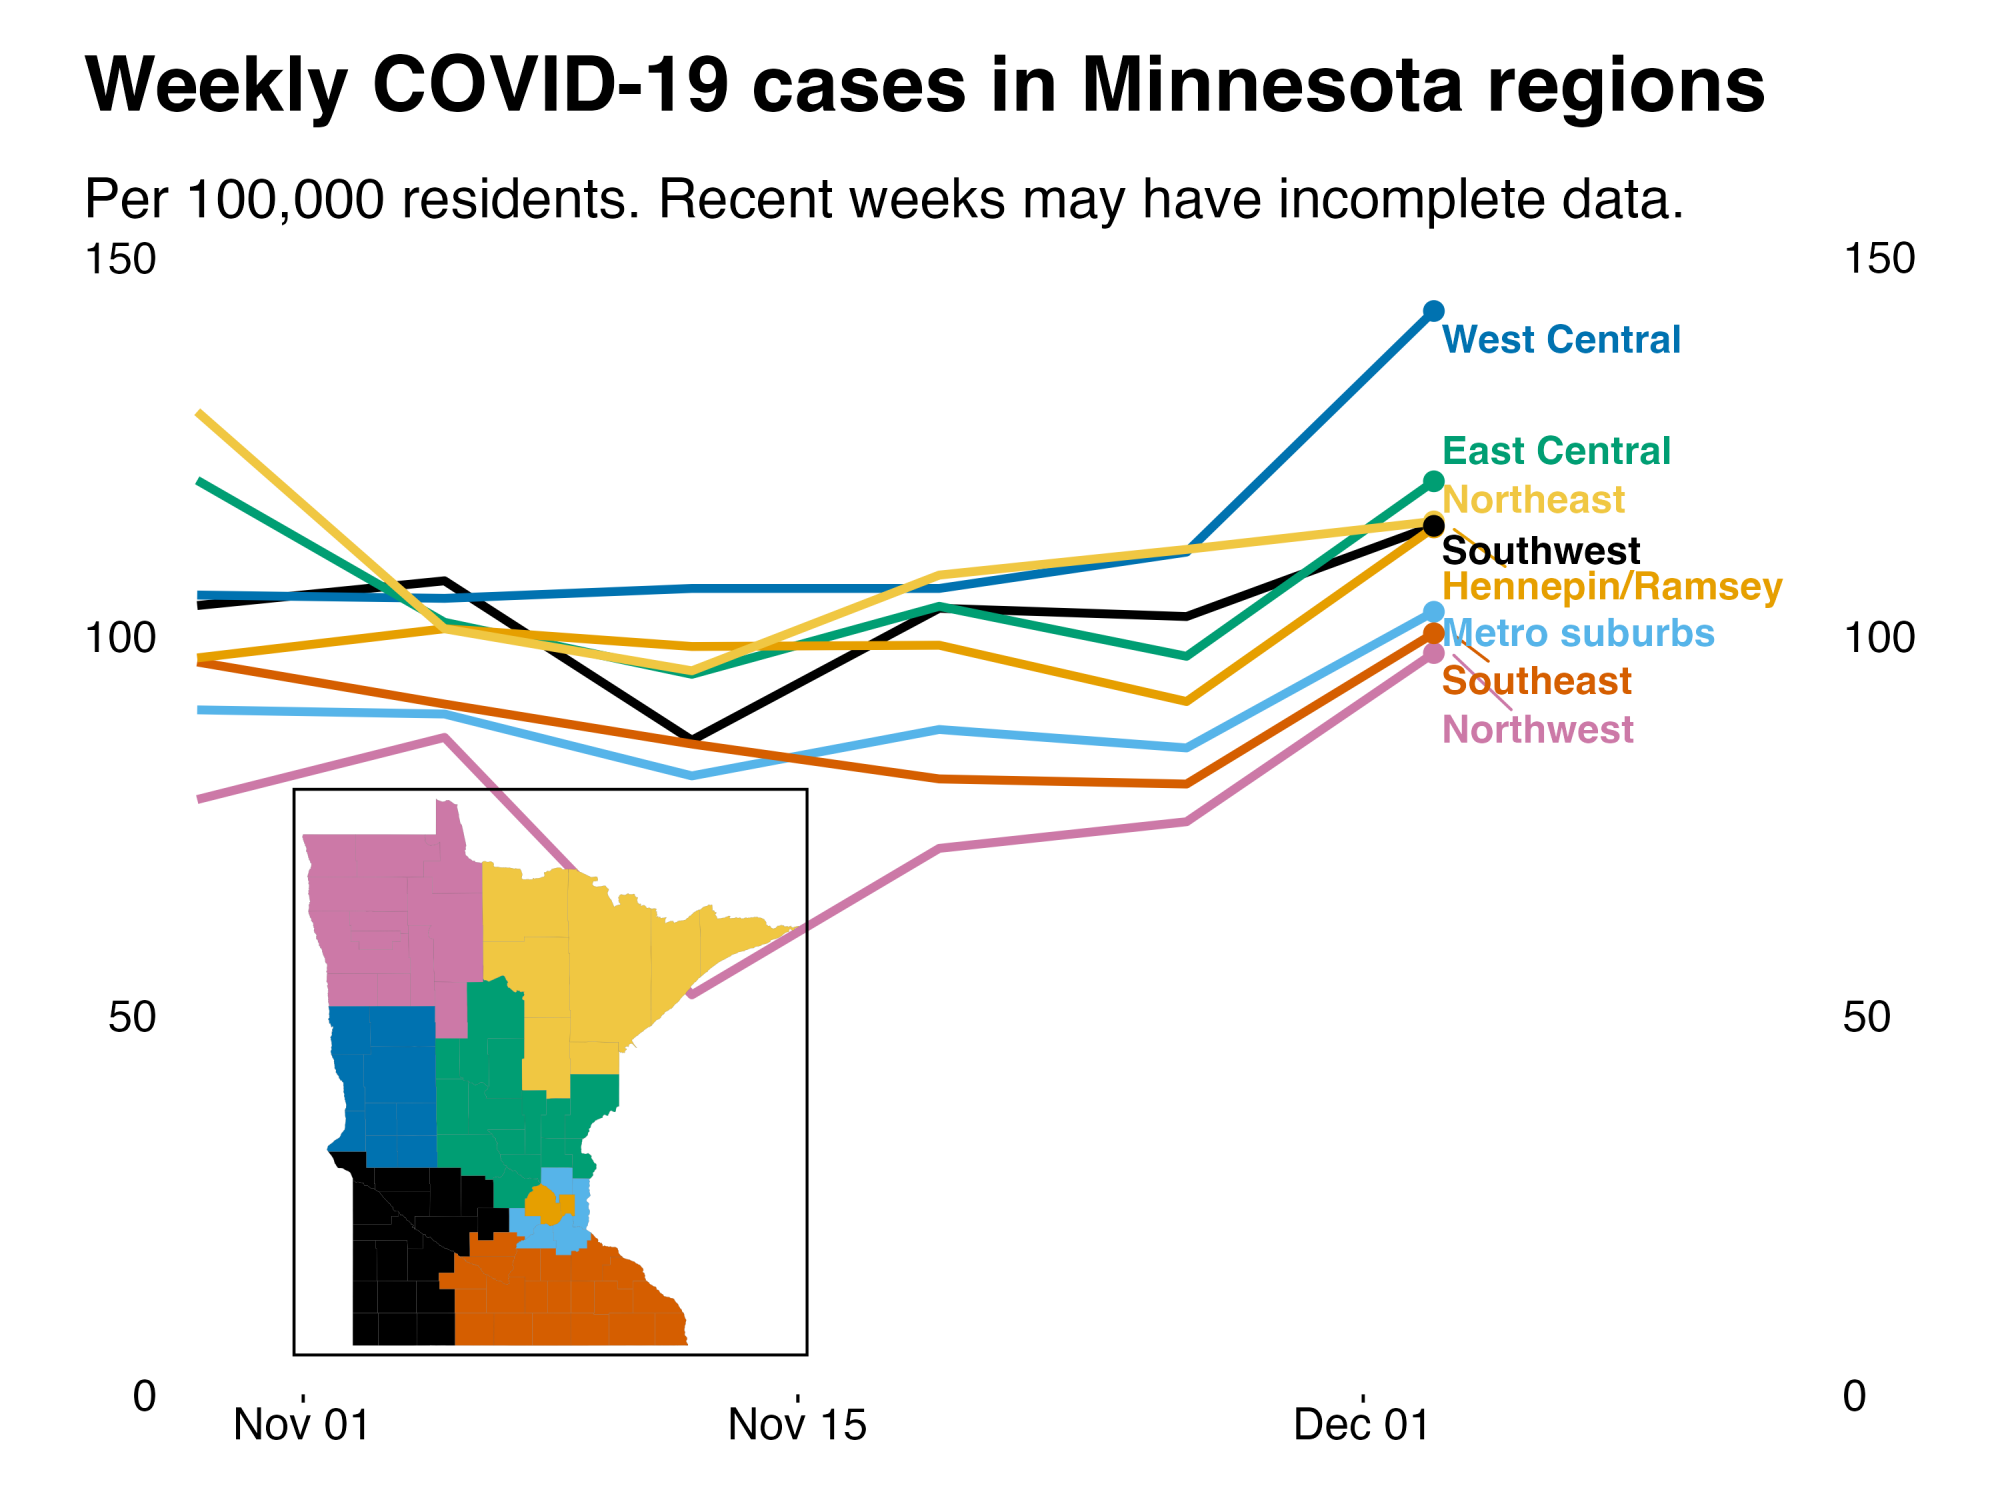 Weekly COVID-19 cases in Minnesota regions
Per 100,000 residents. Recent weeks may have incomplete data.
150
150
West Central
East Central
Northeast
Southwest
Hennepin/Ramsey
100
Metro suburbs
100
Southeast
Northwest
50
50
0
0
Nov 01
Nov 15
Dec 01